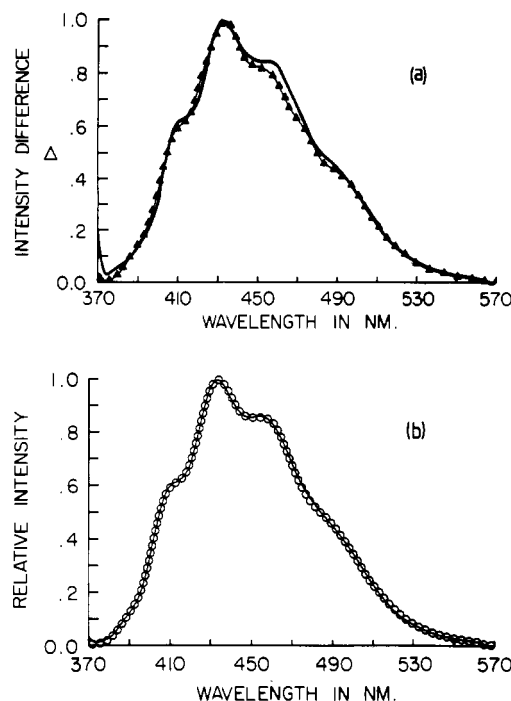 (a)
INTENSITY DIFFERENCE
1.0
.8
.6
.4
.2
0.0
370 410 450 490 530 570
WAVELENGTH IN NM.
(b)
RELATIVE INTENSITY
1.0
.8
.6
.4
.2
0.0
370 410 450 490 530 570
WAVELENGTH IN NM.